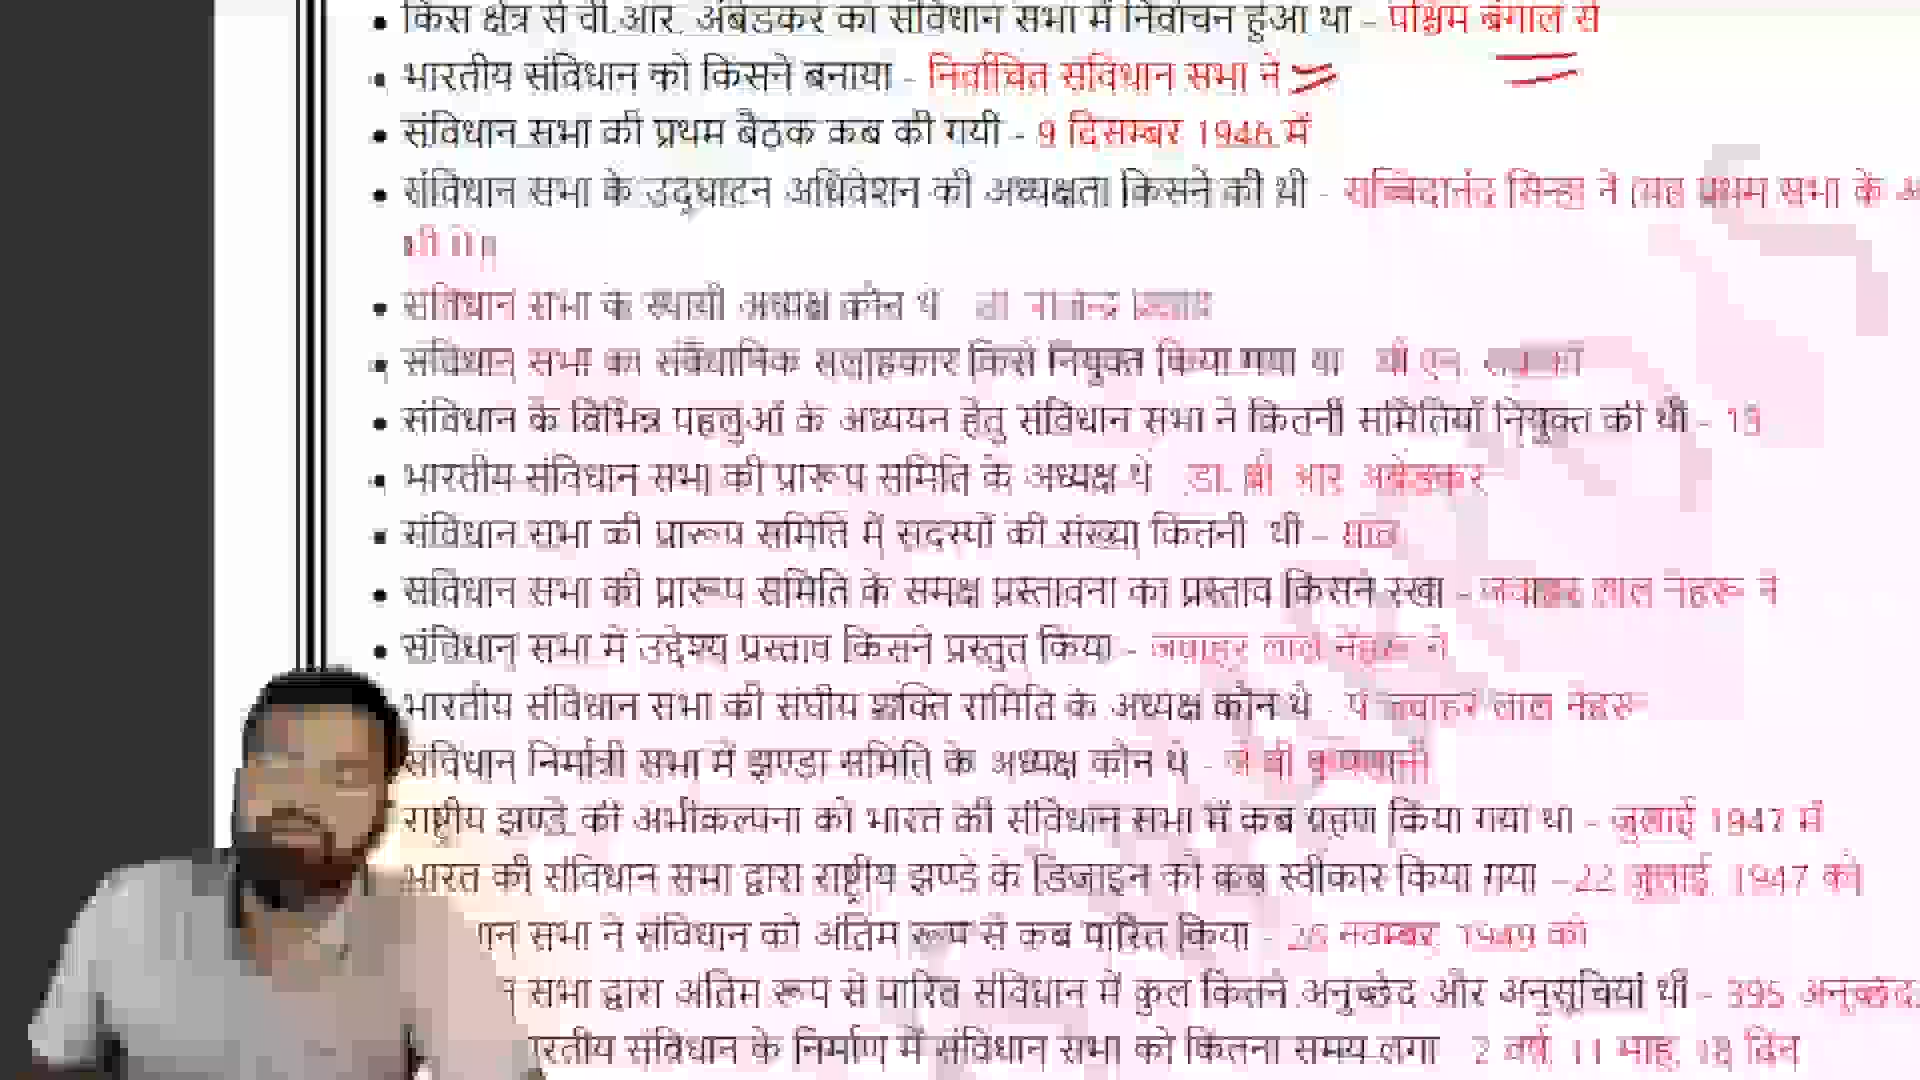 किस क्षेत्र से वी.आर. अंबेडकर का संविधान सभा में निर्वाचन हुआ था - पश्चिम बंगाल से
भारतीय संविधान को किसने बनाया - निर्वाचित संविधान सभा ने
संविधान सभा की प्रथम बैठक कब की गयी - 9 दिसम्बर 1946 में
संविधान सभा के उद्घाटन अधिवेशन की अध्यक्षता किसने की थी - सच्चिदानंद सिन्हा ने (यह प्रथम सभा के
संविधान सभा के स्थायी अध्यक्ष कौन थे
संविधान सभा का संवैधानिक सलाहकार किसे नियुक्त किया गया था बी एन.
संविधान के विभिन्न पहलुओं के अध्ययन हेतु संविधान सभा ने कितनी समितियाँ नियुक्त की थी - 13
भारतीय संविधान सभा की प्रारूप समिति के अध्यक्ष थे डा. बी आर अंबेडकर
संविधान सभा की प्रारूप समिति में सदस्यों की संख्या कितनी थी - सात
संविधान सभा की प्रारूप समिति के समक्ष प्रस्तावना का प्रस्ताव किसने रखा - जवाहर लाल नेहरू ने
संविधान सभा में उद्देश्य प्रस्ताव किसने प्रस्तुत किया - जवाहर लाल नेहरू ने
भारतीय संविधान सभा की संघीय शक्ति समिति के अध्यक्ष कौन थे - पं जवाहर लाल नेहरू
संविधान निर्मात्री सभा में झण्डा समिति के अध्यक्ष कौन थे - जे बी कृपलानी
राष्ट्रीय झण्डे की अभीकल्पना को भारत की संविधान सभा में कब ग्रहण किया गया था - जुलाई 1947 में
भारत की संविधान सभा द्वारा राष्ट्रीय झण्डे के डिजाइन को कब स्वीकार किया गया - 22 जुलाई, 1947 को
ान सभा ने संविधान को अंतिम रूप से कब पारित किया - 26 नवम्बर, 1949 को
न सभा द्वारा अंतिम रूप से पारित संविधान में कुल कितने अनुच्छेद और अनुसूचियां थी - 395 अनुच्छेद,
ारतीय संविधान के निर्माण में संविधान सभा को कितना समय लगा 2 वर्ष, 11 माह, 18 दिन